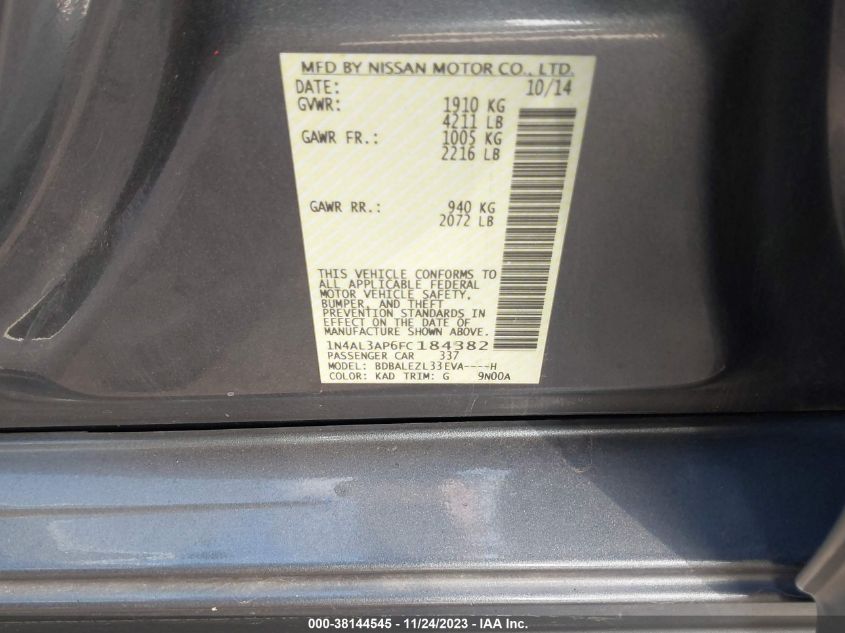 MFD BY NISSAN MOTOR CO., LTD.
DATE: 10/14
GVWR: 1910 KG
4211 LB
GAWR FR.: 1005 KG
2216 LB
GAWR RR.: 940 KG
2072 LB
THIS VEHICLE CONFORMS TO
ALL APPLICABLE FEDERAL
MOTOR VEHICLE SAFETY,
BUMPER, AND THEFT
PREVENTION STANDARDS IN
EFFECT ON THE DATE OF
MANUFACTURE SHOWN ABOVE.
1N4AL3AP6FC184382
PASSENGER CAR 337
MODEL: BDBALEZL33EVA----H
COLOR: KAD TRIM: G 9N00A
000-38144545 - 11/24/2023 - IAA Inc.